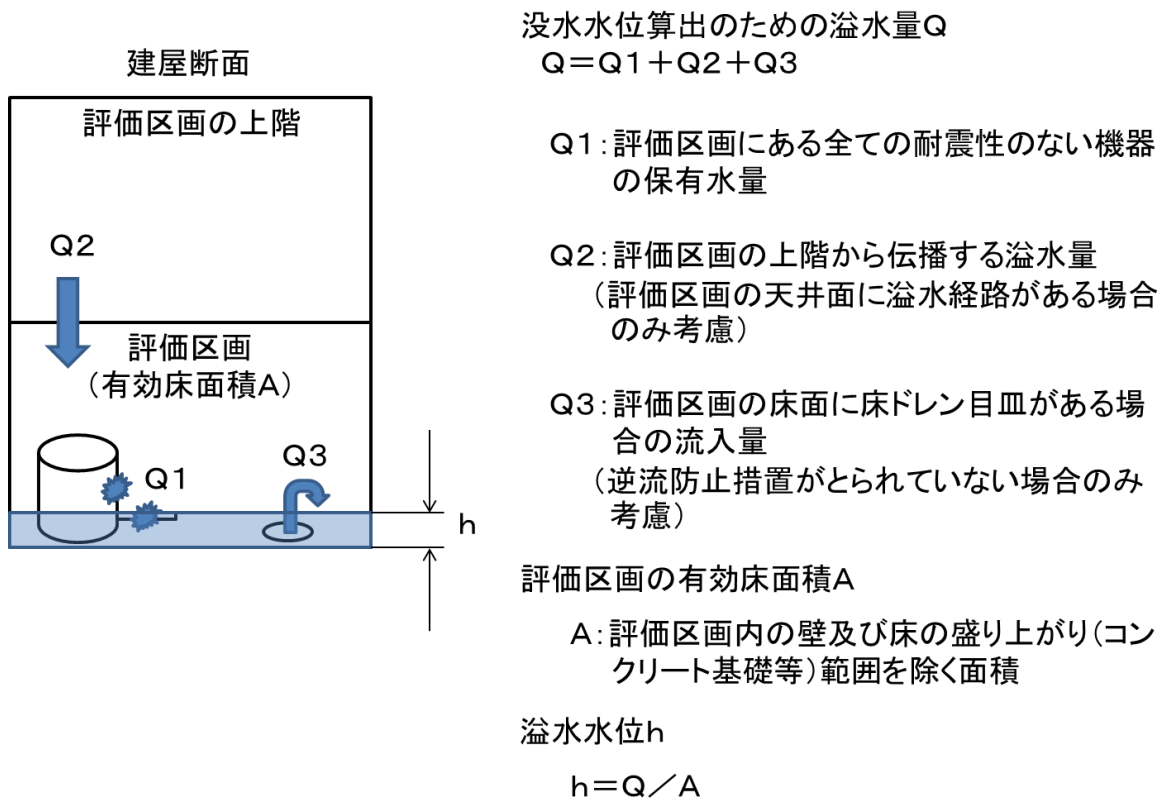 建屋断面
評価区画の上階
Q2
評価区画
（有効床面積A）
Q1
Q3
h
没水水位算出のための溢水量Q
Q＝Q1＋Q2＋Q3
Q1：評価区画にある全ての耐震性のない機器
の保有水量
Q2：評価区画の上階から伝播する溢水量
（評価区画の天井面に溢水経路がある場合
のみ考慮）
Q3：評価区画の床面に床ドレン目皿がある場
合の流入量
（逆流防止措置がとられていない場合のみ
考慮）
評価区画の有効床面積A
A：評価区画内の壁及び床の盛り上がり（コン
クリート基礎等）範囲を除く面積
溢水水位h
h＝Q／A